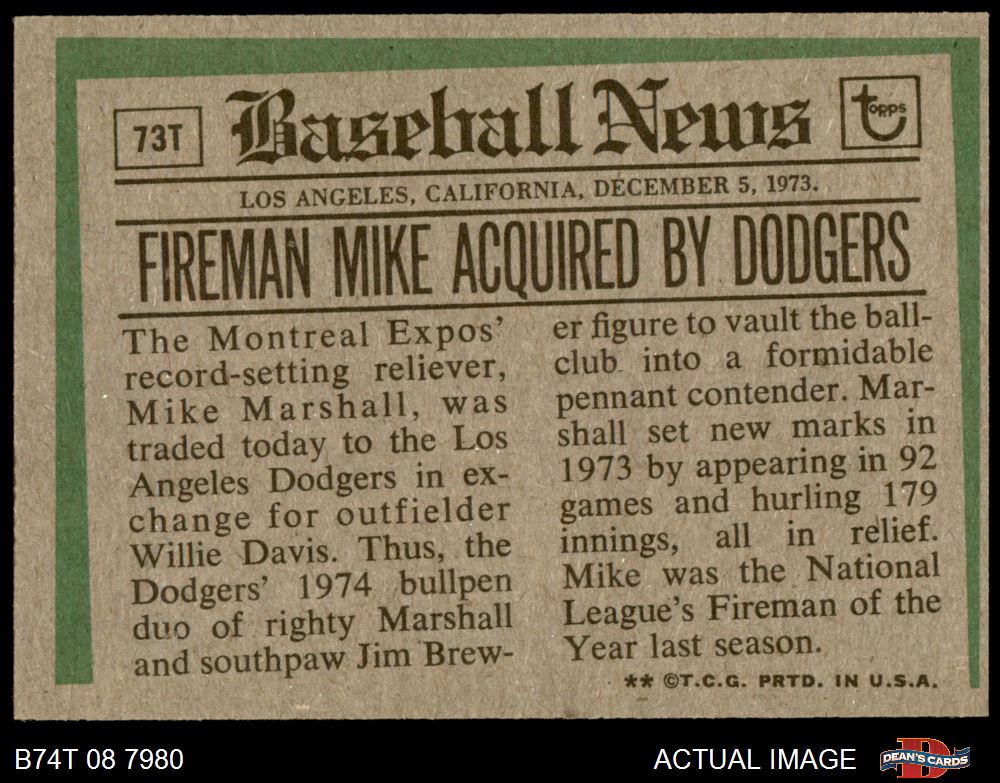 73T
Baseball News
TOPPS
LOS ANGELES, CALIFORNIA, DECEMBER 5, 1973.
FIREMAN MIKE ACQUIRED BY DODGERS
The Montreal Expos'
record-setting reliever,
Mike Marshall, was
traded today to the Los
Angeles Dodgers in ex-
change for outfielder
Willie Davis. Thus, the
Dodgers' 1974 bullpen
duo of righty Marshall
and southpaw Jim Brew-
er figure to vault the ball-
club into a formidable
pennant contender. Mar-
shall set new marks in
1973 by appearing in 92
games and hurling 179
innings, all in relief.
Mike was the National
League's Fireman of the
Year last season.
** ©T.C.G. PRTD. IN U.S.A.
B74T 08 7980
ACTUAL IMAGE
DEAN'S CARDS